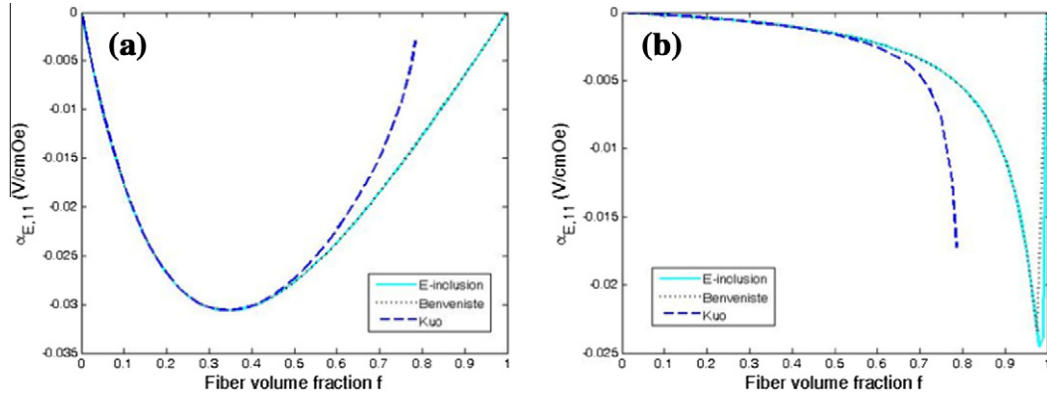 (a)
0
-0.005
-0.01
-0.015
-0.02
-0.025
-0.03
-0.035
αE,11 (V/cmOe)
E-inclusion
Benveniste
Kuo
0 0.1 0.2 0.3 0.4 0.5 0.6 0.7 0.8 0.9 1
Fiber volume fraction f
(b)
0
-0.005
-0.01
-0.015
-0.02
-0.025
αE,11 (V/cmOe)
E-inclusion
Benveniste
Kuo
0 0.1 0.2 0.3 0.4 0.5 0.6 0.7 0.8 0.9 1
Fiber volume fraction f